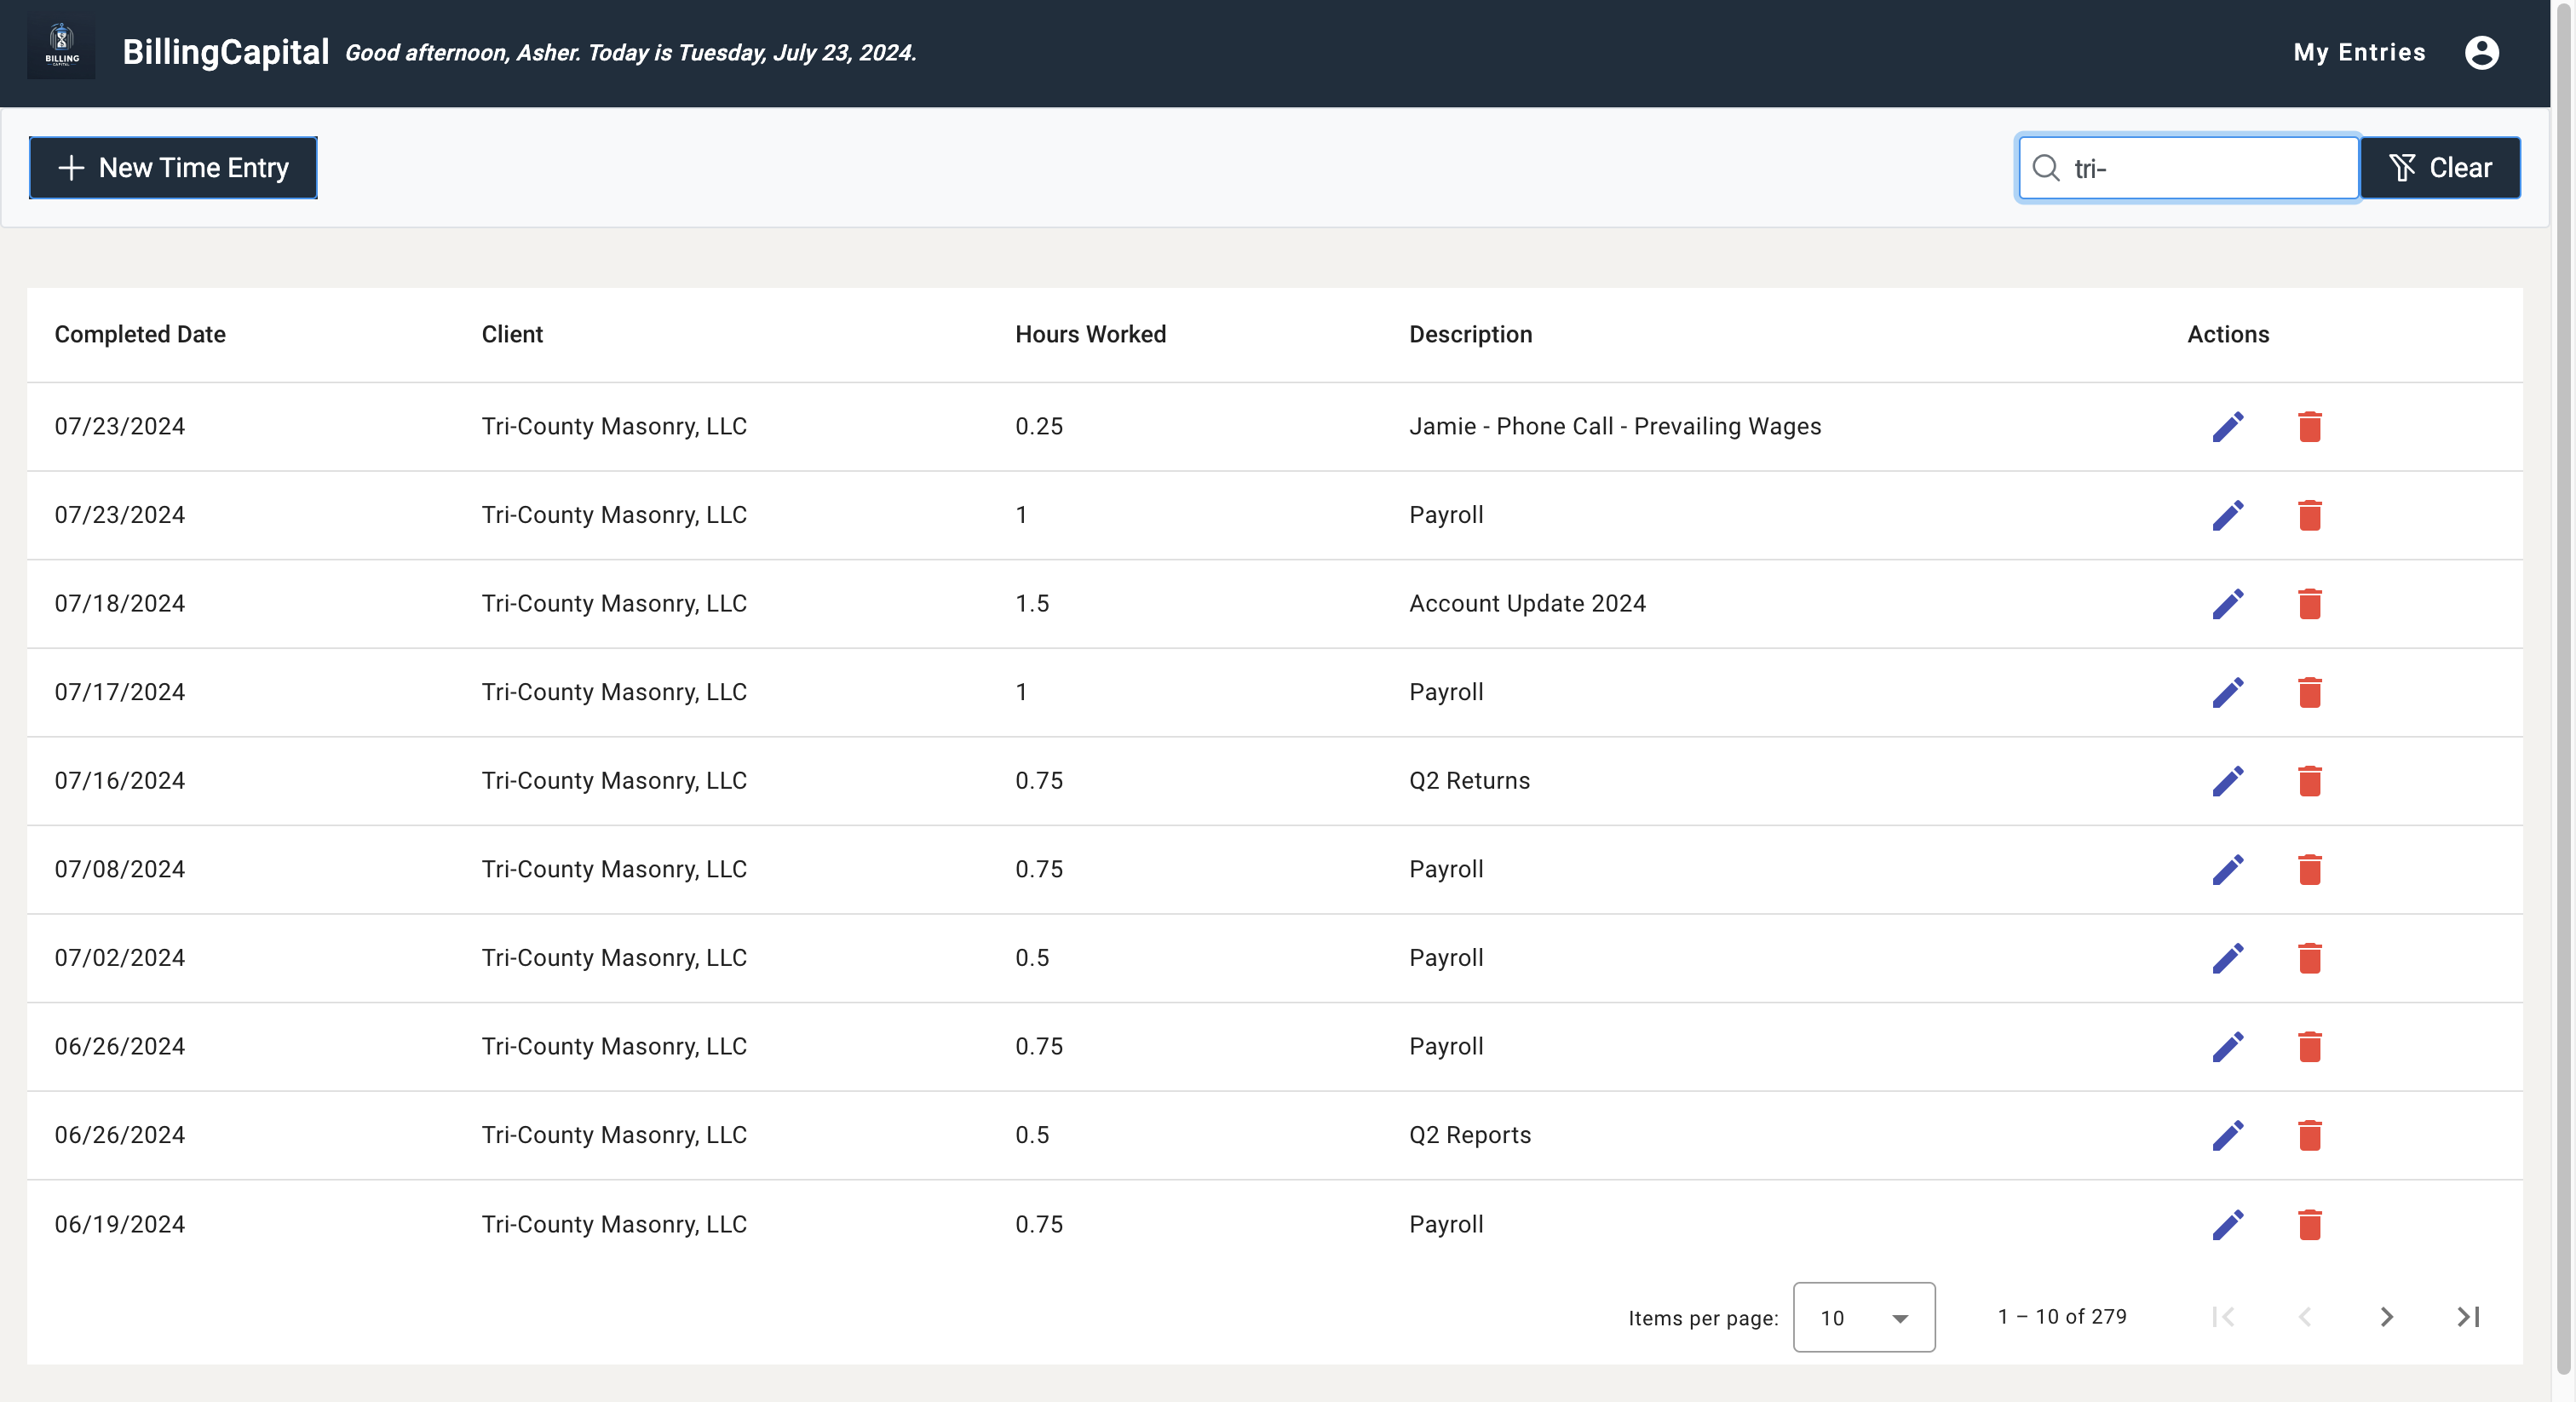 BILLING
CAPITAL
BillingCapital Good afternoon, Asher. Today is Tuesday, July 23, 2024. My Entries
New Time Entry tri- Clear
Completed Date Client Hours Worked Description Actions
07/23/2024 Tri-County Masonry, LLC 0.25 Jamie - Phone Call - Prevailing Wages
07/23/2024 Tri-County Masonry, LLC 1 Payroll
07/18/2024 Tri-County Masonry, LLC 1.5 Account Update 2024
07/17/2024 Tri-County Masonry, LLC 1 Payroll
07/16/2024 Tri-County Masonry, LLC 0.75 Q2 Returns
07/08/2024 Tri-County Masonry, LLC 0.75 Payroll
07/02/2024 Tri-County Masonry, LLC 0.5 Payroll
06/26/2024 Tri-County Masonry, LLC 0.75 Payroll
06/26/2024 Tri-County Masonry, LLC 0.5 Q2 Reports
06/19/2024 Tri-County Masonry, LLC 0.75 Payroll
Items per page: 10 1 – 10 of 279